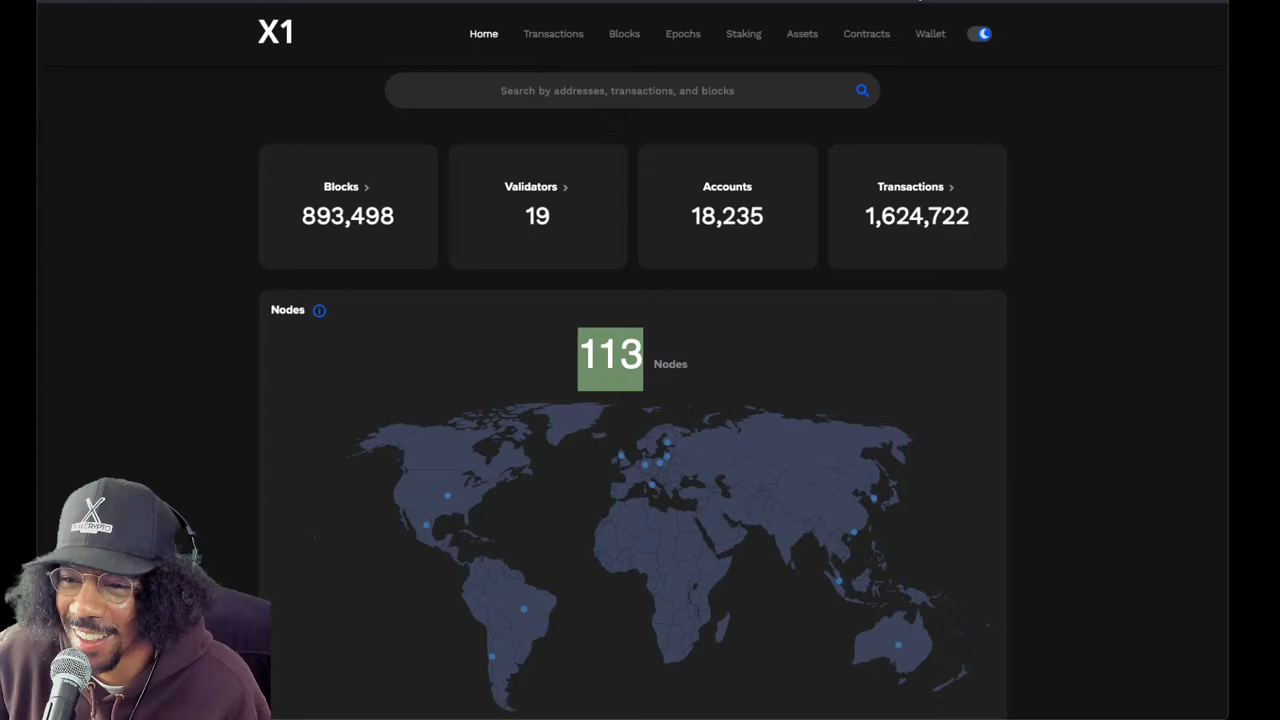 X1
Home Transactions Blocks Epochs Staking Assets Contracts Wallet
Search by addresses, transactions, and blocks
Blocks Validators Accounts Transactions
893,498 19 18,235 1,624,722
Nodes
113 Nodes